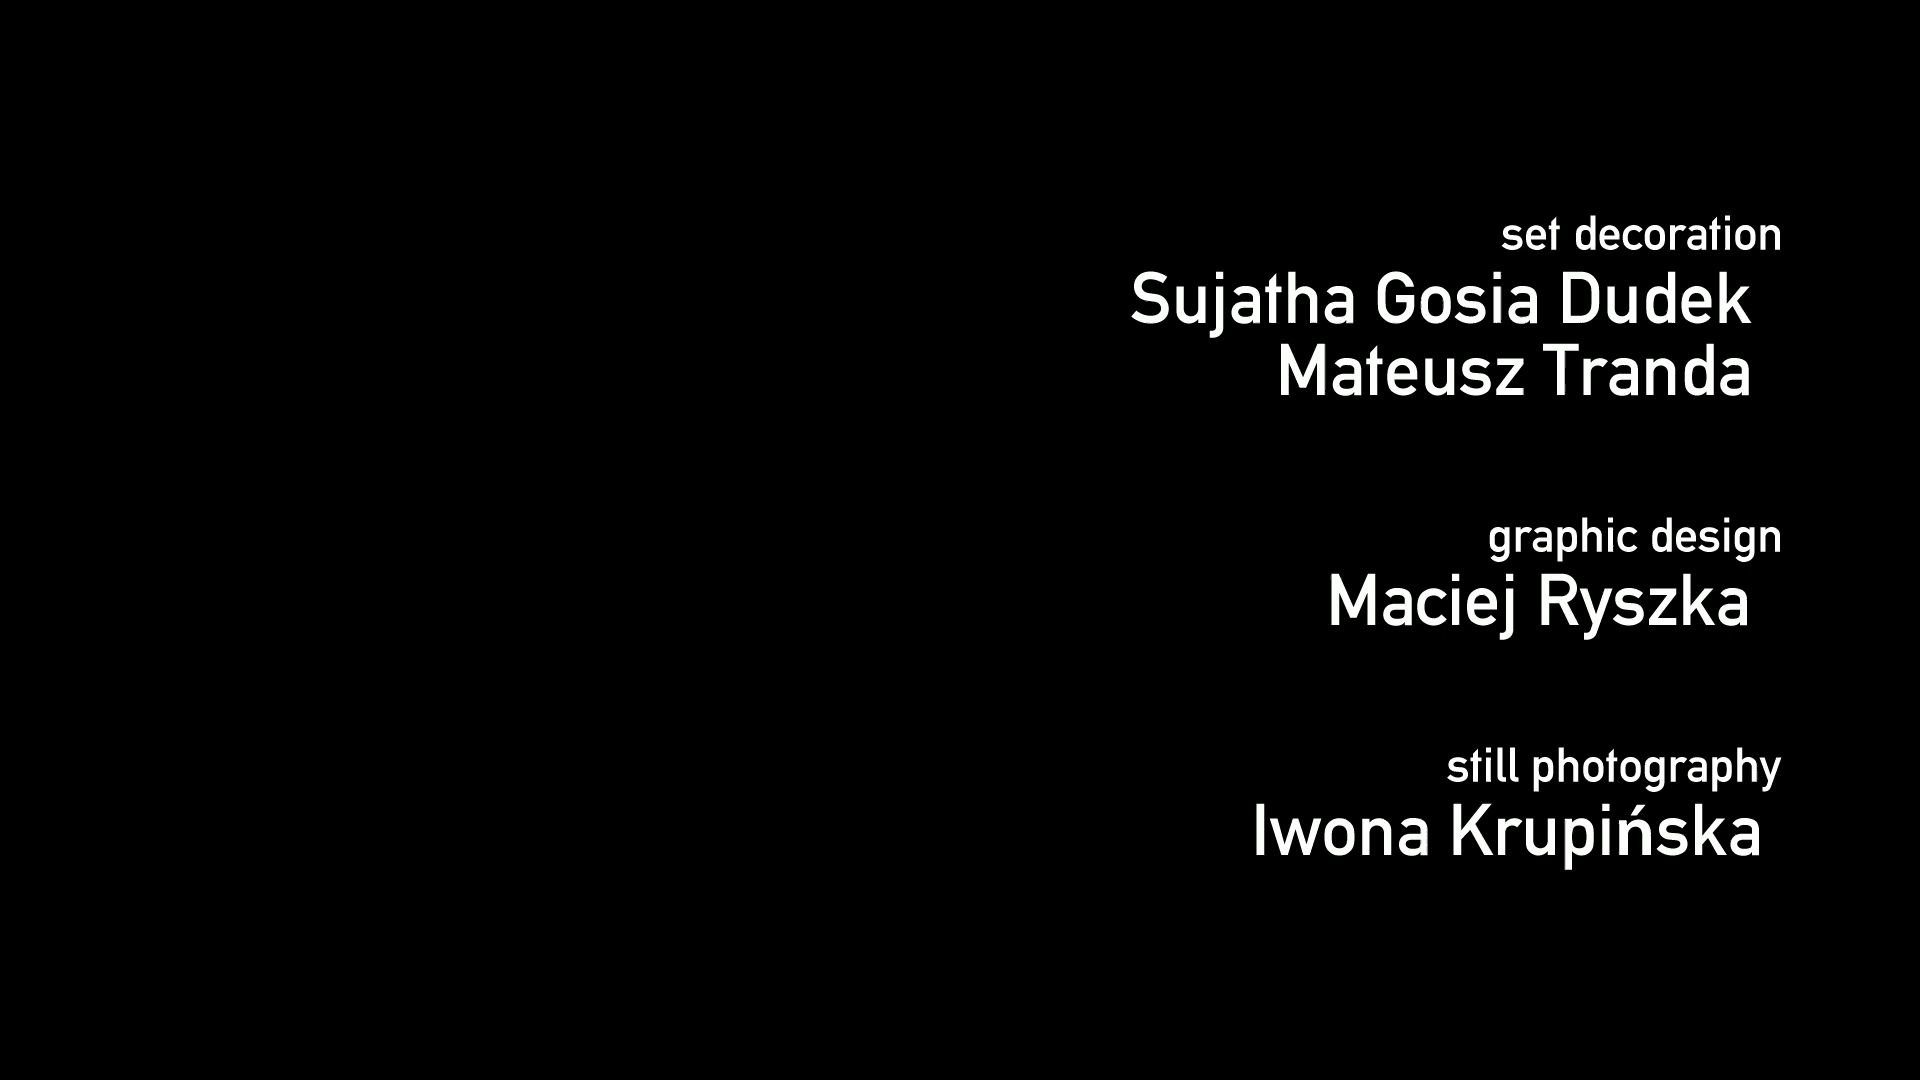 set decoration
Sujatha Gosia Dudek
Mateusz Tranda
graphic design
Maciej Ryszka
still photography
Iwona Krupińska